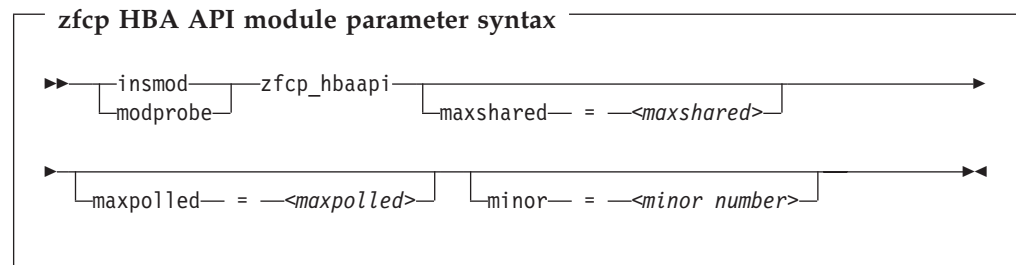 zfcp HBA API module parameter syntax
insmod zfcp_hbaapi
modprobe maxshared = <maxshared>
maxpolled = <maxpolled> minor = <minor number>